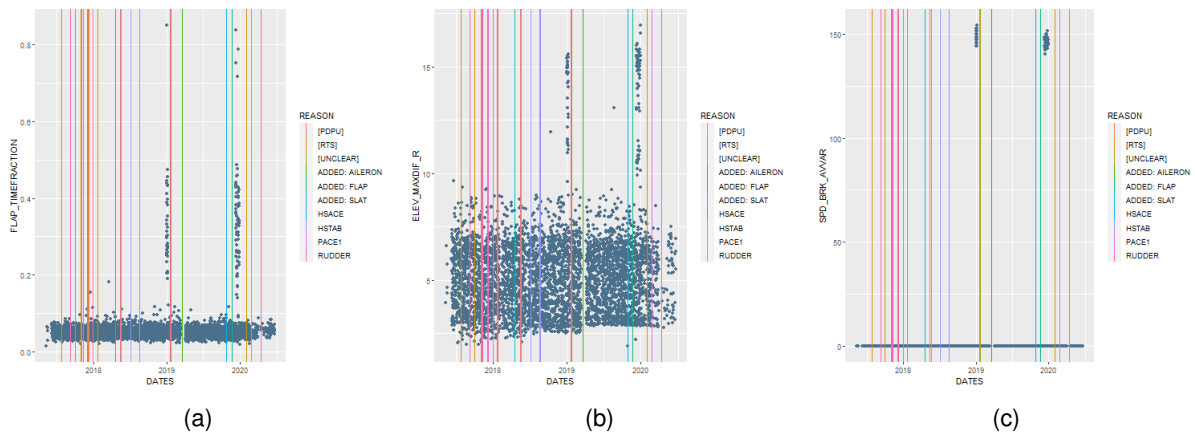 FLAP_TIMEFRACTION
0.8
0.6
0.4
0.2
0.0
2018
2019
2020
DATES
REASON
[PDPU]
[RTS]
[UNCLEAR]
ADDED: AILERON
ADDED: FLAP
ADDED: SLAT
HSACE
HSTAB
PACE1
RUDDER
(a)
ELEV_MAXDIF_R
15
10
5
2018
2019
2020
DATES
REASON
[PDPU]
[RTS]
[UNCLEAR]
ADDED: AILERON
ADDED: FLAP
ADDED: SLAT
HSACE
HSTAB
PACE1
RUDDER
(b)
SPD_BRK_AVVAR
150
100
50
0
2018
2019
2020
DATES
REASON
[PDPU]
[RTS]
[UNCLEAR]
ADDED: AILERON
ADDED: FLAP
ADDED: SLAT
HSACE
HSTAB
PACE1
RUDDER
(c)